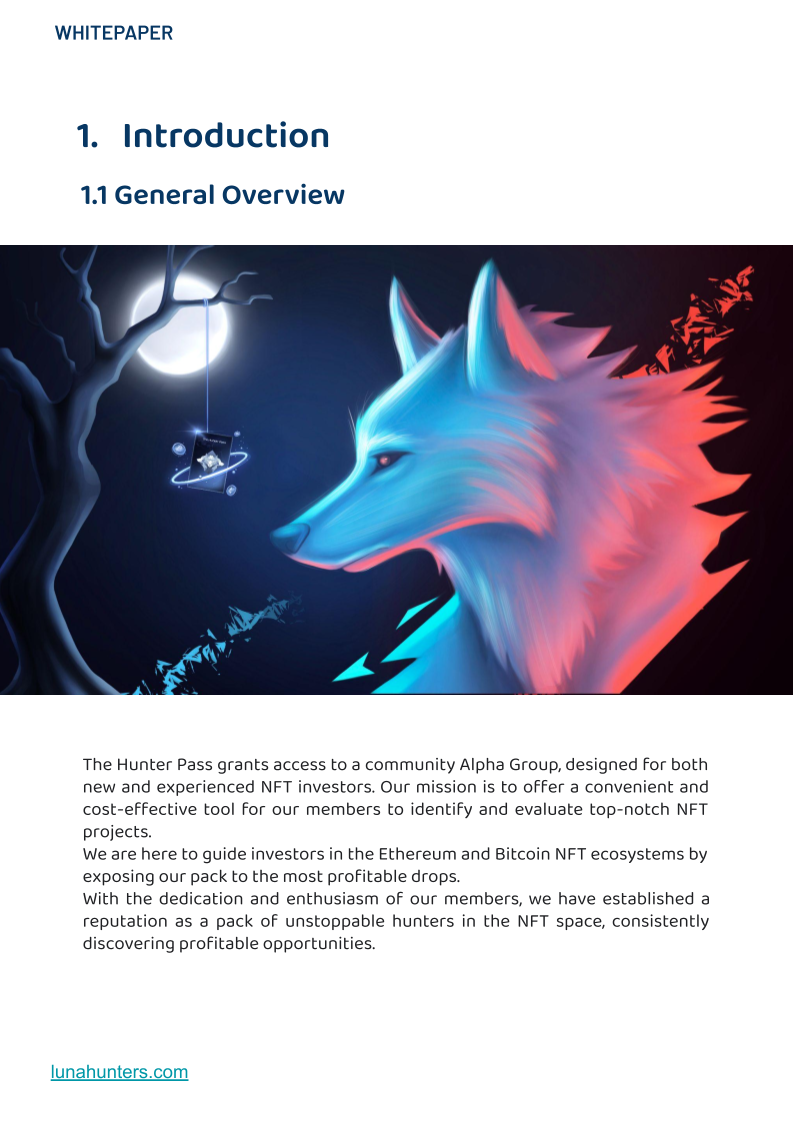 WHITEPAPER
1. Introduction
1.1 General Overview
The Hunter Pass grants access to a community Alpha Group, designed for both
new and experienced NFT investors. Our mission is to offer a convenient and
cost-effective tool for our members to identify and evaluate top-notch NFT
projects.
We are here to guide investors in the Ethereum and Bitcoin NFT ecosystems by
exposing our pack to the most profitable drops.
With the dedication and enthusiasm of our members, we have established a
reputation as a pack of unstoppable hunters in the NFT space, consistently
discovering profitable opportunities.
lunahunters.com